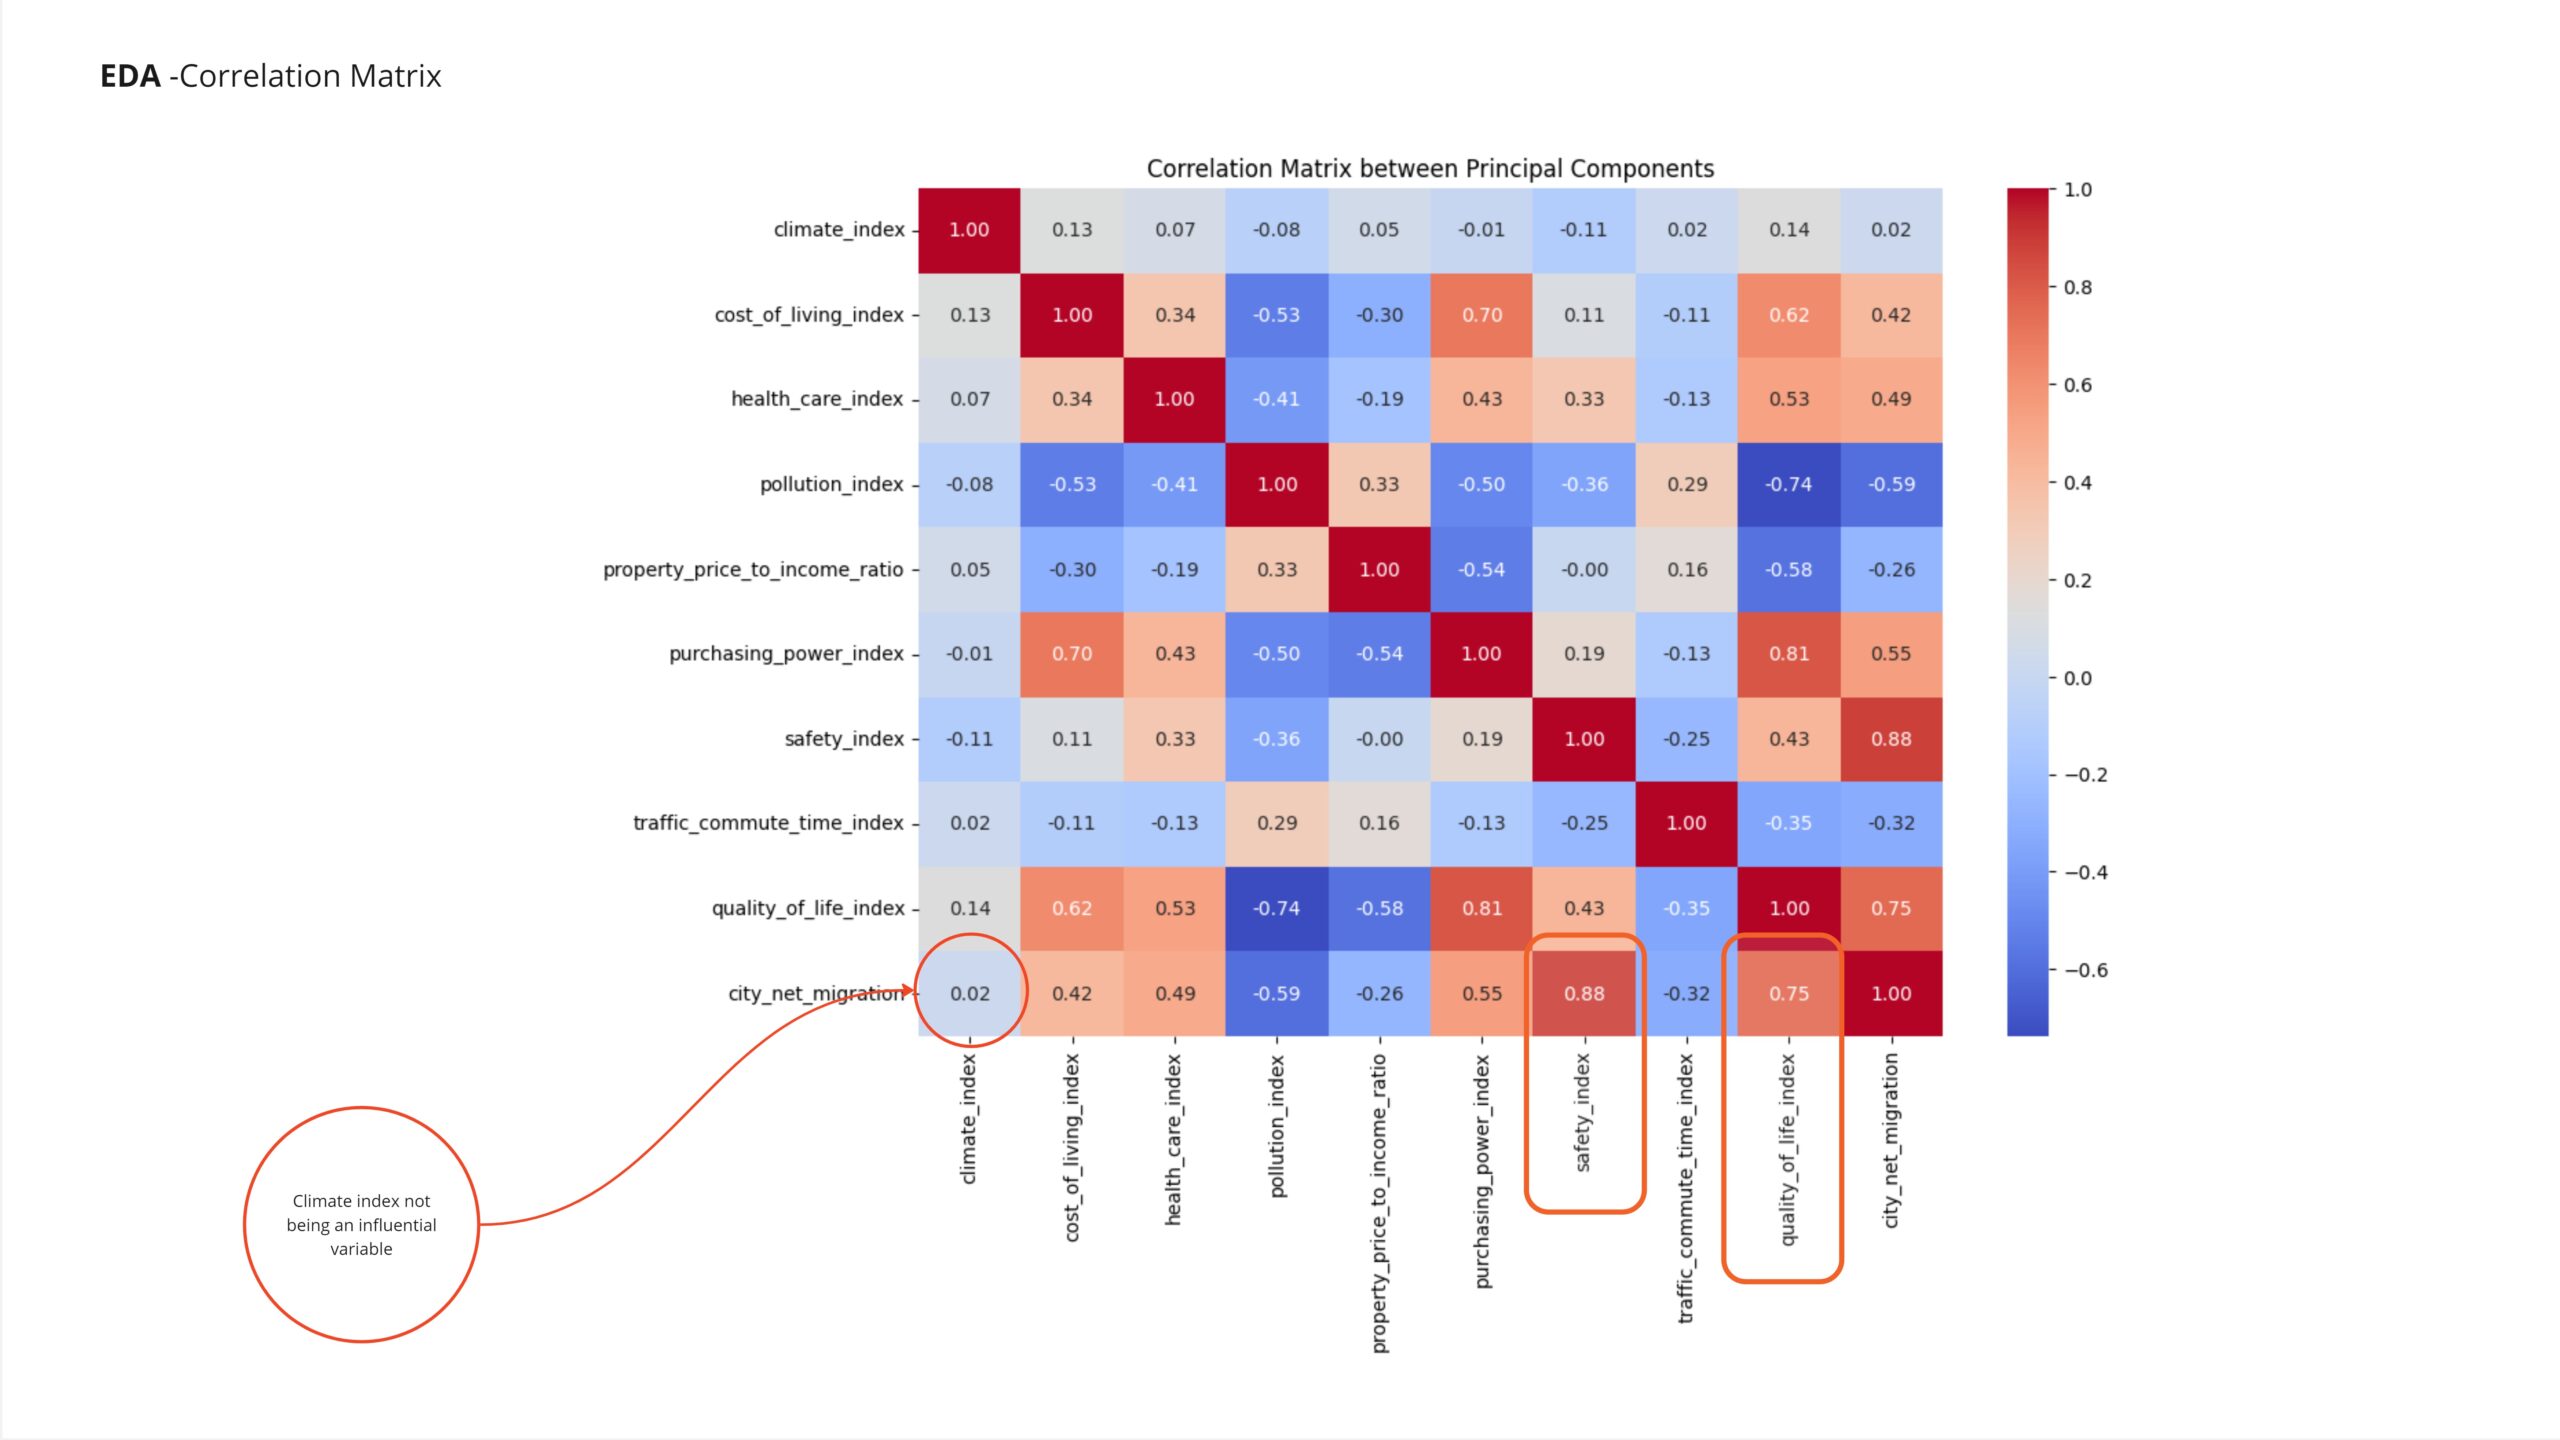 EDA -Correlation Matrix
Correlation Matrix between Principal Components
climate_index 1.00 0.13 0.07 -0.08 0.05 -0.01 -0.11 0.02 0.14 0.02
cost_of_living_index 0.13 1.00 0.34 -0.53 -0.30 0.70 0.11 -0.11 0.62 0.42
health_care_index 0.07 0.34 1.00 -0.41 -0.19 0.43 0.33 -0.13 0.53 0.49
pollution_index -0.08 -0.53 -0.41 1.00 0.33 -0.50 -0.36 0.29 -0.74 -0.59
property_price_to_income_ratio 0.05 -0.30 -0.19 0.33 1.00 -0.54 -0.00 0.16 -0.58 -0.26
purchasing_power_index -0.01 0.70 0.43 -0.50 -0.54 1.00 0.19 -0.13 0.81 0.55
safety_index -0.11 0.11 0.33 -0.36 -0.00 0.19 1.00 -0.25 0.43 0.88
traffic_commute_time_index 0.02 -0.11 -0.13 0.29 0.16 -0.13 -0.25 1.00 -0.35 -0.32
quality_of_life_index 0.14 0.62 0.53 -0.74 -0.58 0.81 0.43 -0.35 1.00 0.75
city_net_migration 0.02 0.42 0.49 -0.59 -0.26 0.55 0.88 -0.32 0.75 1.00
climate_index
cost_of_living_index
health_care_index
pollution_index
property_price_to_income_ratio
purchasing_power_index
safety_index
traffic_commute_time_index
quality_of_life_index
city_net_migration
1.0
0.8
0.6
0.4
0.2
0.0
−0.2
−0.4
−0.6
Climate index not
being an influential
variable